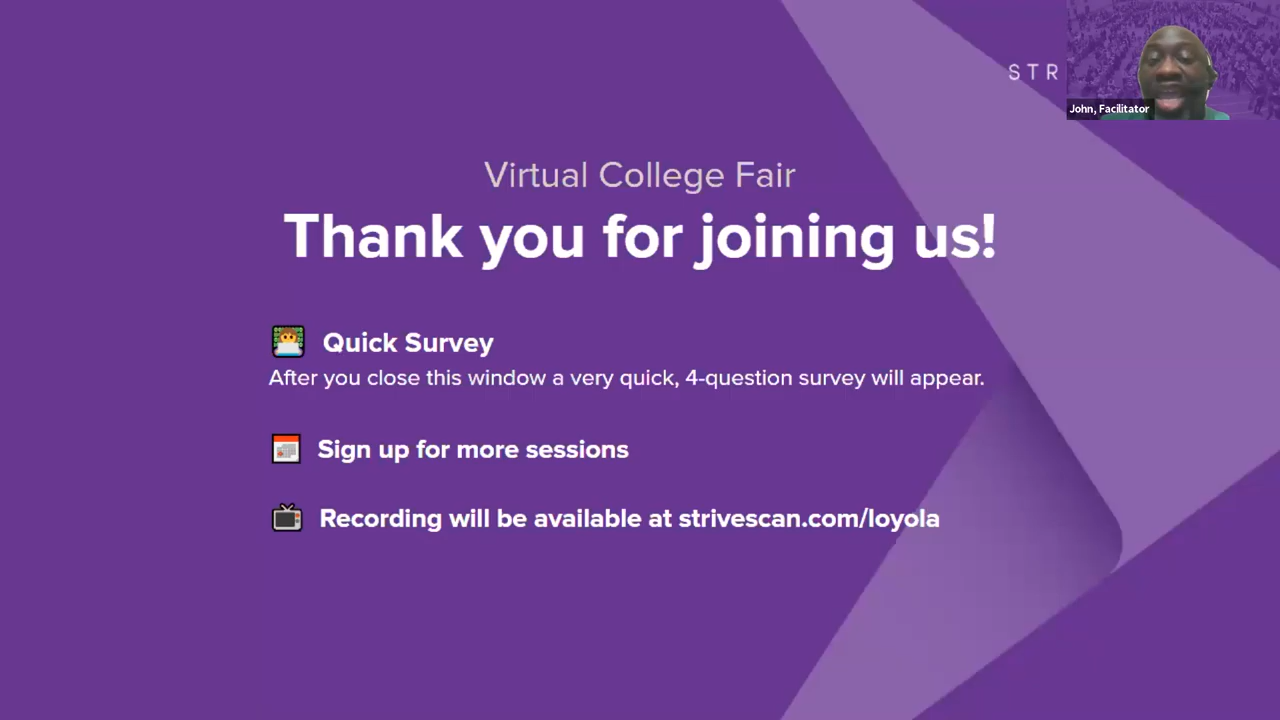 STR
John, Facilitator
Virtual College Fair
Thank you for joining us!
Quick Survey
After you close this window a very quick, 4-question survey will appear.
Sign up for more sessions
Recording will be available at strivescan.com/loyola